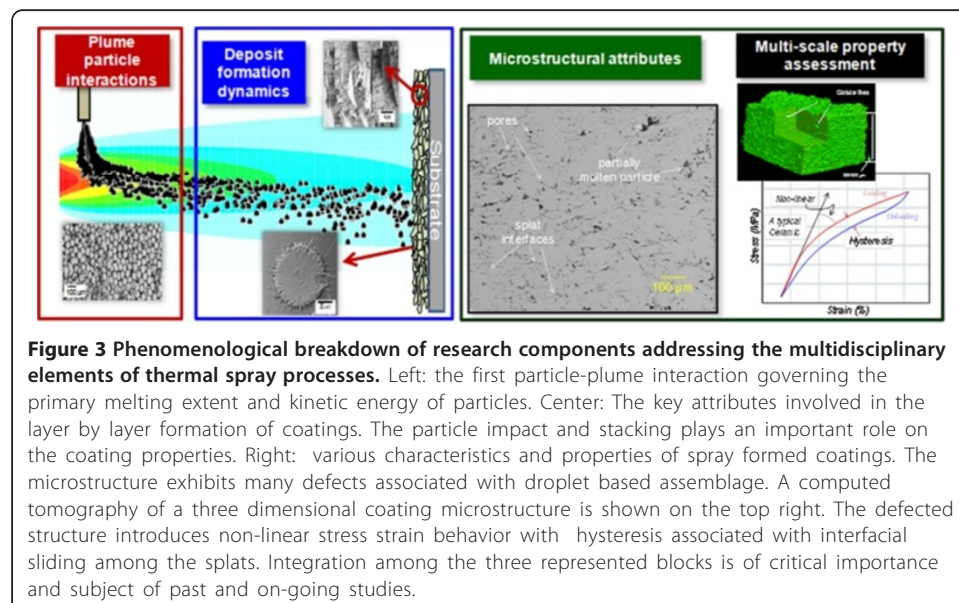 Plume
particle
interactions
Deposit
formation
dynamics
Substrate
Microstructural attributes
pores
partially
molten particle
splat
interfaces
100 µm
Multi-scale property
assessment
Loading
Non-linear
Unloading
A typical
Ceramic
Hysteresis
Stress (MPa)
Strain (%)
Figure 3 Phenomenological breakdown of research components addressing the multidisciplinary
elements of thermal spray processes. Left: the first particle-plume interaction governing the
primary melting extent and kinetic energy of particles. Center: The key attributes involved in the
layer by layer formation of coatings. The particle impact and stacking plays an important role on
the coating properties. Right: various characteristics and properties of spray formed coatings. The
microstructure exhibits many defects associated with droplet based assemblage. A computed
tomography of a three dimensional coating microstructure is shown on the top right. The defected
structure introduces non-linear stress strain behavior with hysteresis associated with interfacial
sliding among the splats. Integration among the three represented blocks is of critical importance
and subject of past and on-going studies.